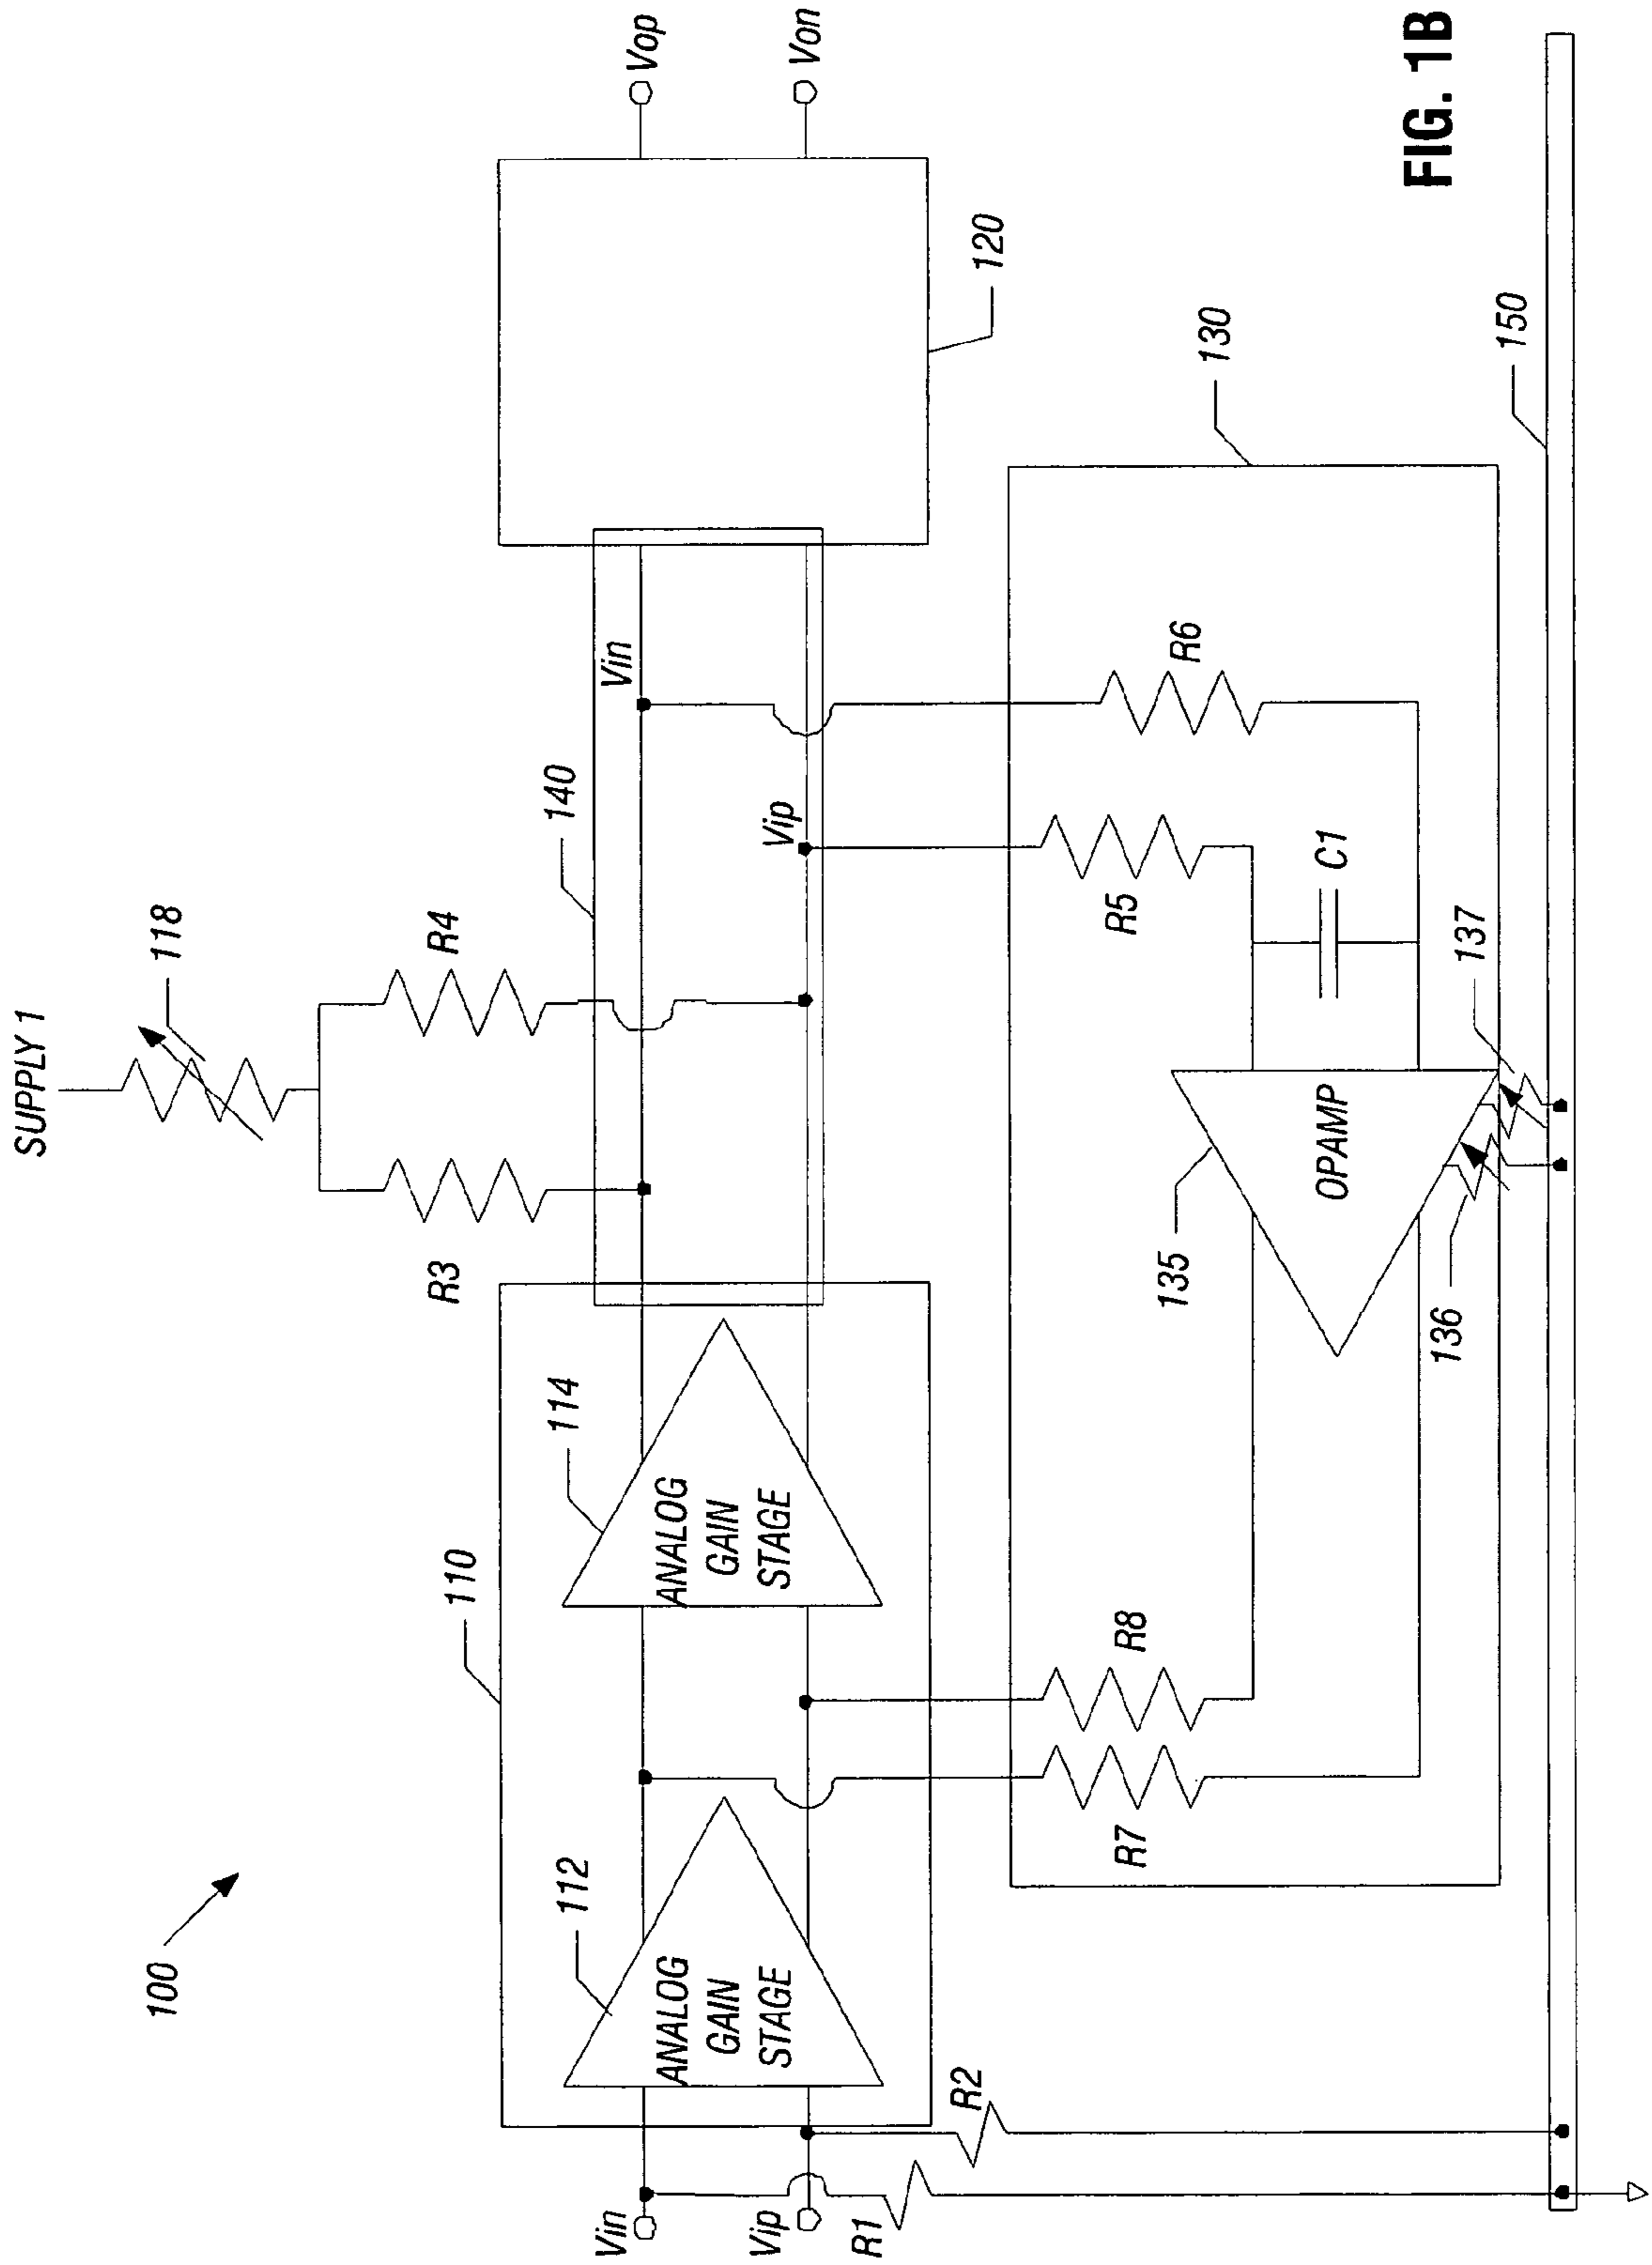 SUPPLY 1
118
R3
R4
140
100
110
112
114
ANALOG
GAIN
STAGE
ANALOG
GAIN
STAGE
Vin
Vip
Vin
Vip
Vop
Von
120
R1
R2
R7
R8
R5
R6
C1
130
135
OPAMP
136
137
150
FIG. 1B